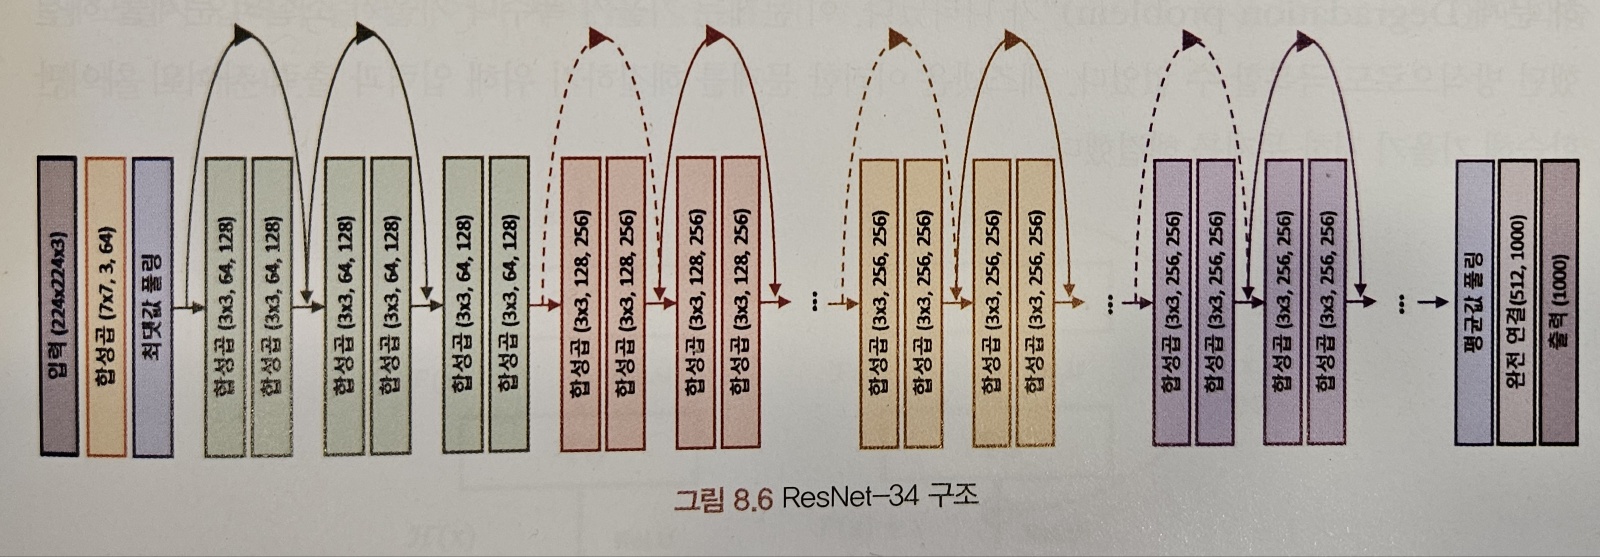 입력 (224x224x3)
합성곱 (7x7, 3, 64)
최댓값 풀링
합성곱 (3x3, 64, 128)
합성곱 (3x3, 64, 128)
합성곱 (3x3, 64, 128)
합성곱 (3x3, 64, 128)
합성곱 (3x3, 64, 128)
합성곱 (3x3, 64, 128)
합성곱 (3x3, 128, 256)
합성곱 (3x3, 128, 256)
합성곱 (3x3, 128, 256)
합성곱 (3x3, 128, 256)
...
합성곱 (3x3, 256, 256)
합성곱 (3x3, 256, 256)
합성곱 (3x3, 256, 256)
합성곱 (3x3, 256, 256)
...
합성곱 (3x3, 256, 256)
합성곱 (3x3, 256, 256)
합성곱 (3x3, 256, 256)
합성곱 (3x3, 256, 256)
...
평균값 풀링
완전 연결(512, 1000)
출력 (1000)
그림 8.6 ResNet-34 구조